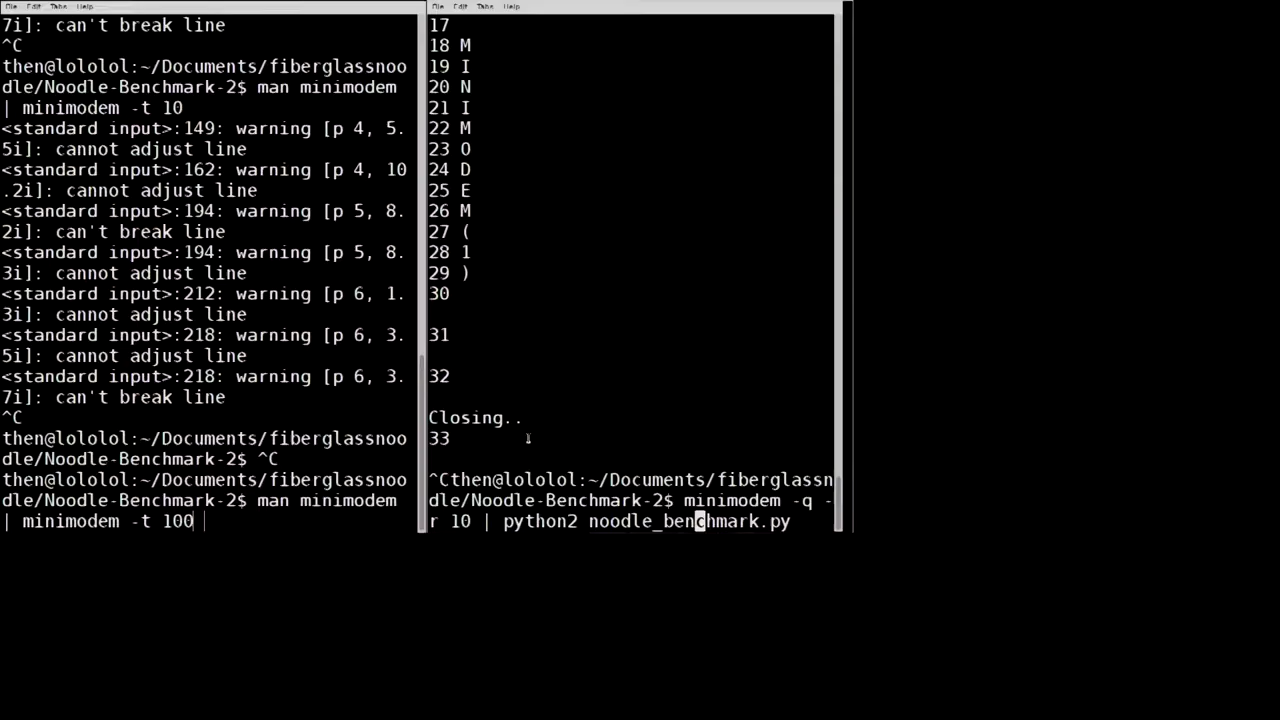 File Edit Tabs Help
7i]: can't break line
^C
then@lololol:~/Documents/fiberglassnoo
dle/Noodle-Benchmark-2$ man minimodem
| minimodem -t 10
<standard input>:149: warning [p 4, 5.
5i]: cannot adjust line
<standard input>:162: warning [p 4, 10
.2i]: cannot adjust line
<standard input>:194: warning [p 5, 8.
2i]: can't break line
<standard input>:194: warning [p 5, 8.
3i]: cannot adjust line
<standard input>:212: warning [p 6, 1.
3i]: cannot adjust line
<standard input>:218: warning [p 6, 3.
5i]: cannot adjust line
<standard input>:218: warning [p 6, 3.
7i]: can't break line
^C
then@lololol:~/Documents/fiberglassnoo
dle/Noodle-Benchmark-2$ ^C
then@lololol:~/Documents/fiberglassnoo
dle/Noodle-Benchmark-2$ man minimodem
| minimodem -t 100
File Edit Tabs Help
17
18 M
19 I
20 N
21 I
22 M
23 O
24 D
25 E
26 M
27 (
28 1
29 )
30
31
32
Closing..
33
^Cthen@lololol:~/Documents/fiberglassn
dle/Noodle-Benchmark-2$ minimodem -q -
r 10 | python2 noodle_benchmark.py